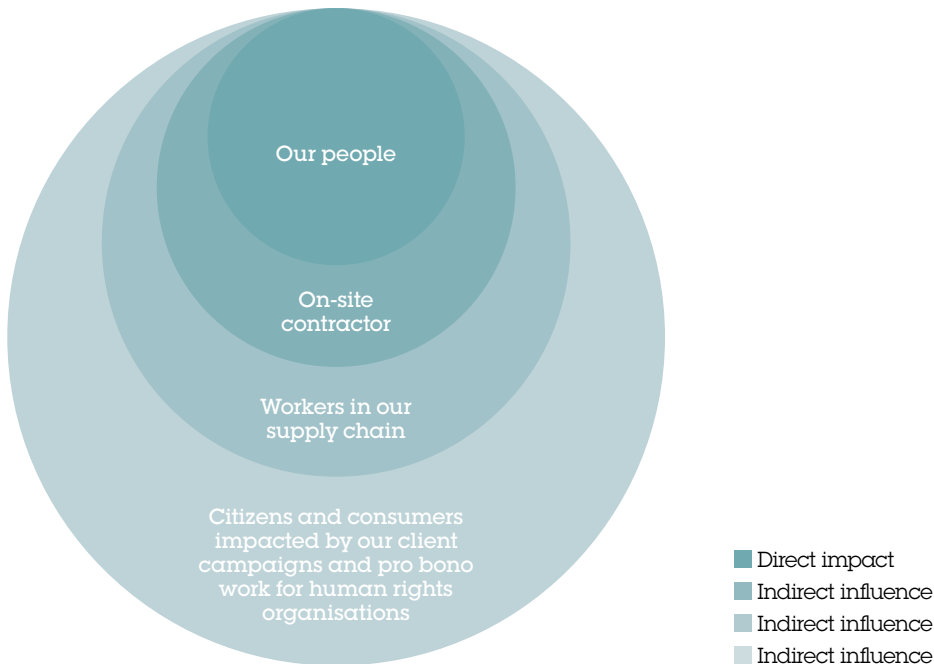 Our people
On-site
contractor
Workers in our
supply chain
Citizens and consumers
impacted by our client
campaigns and pro bono
work for human rights
organisations
Direct impact
Indirect influence
Indirect influence
Indirect influence